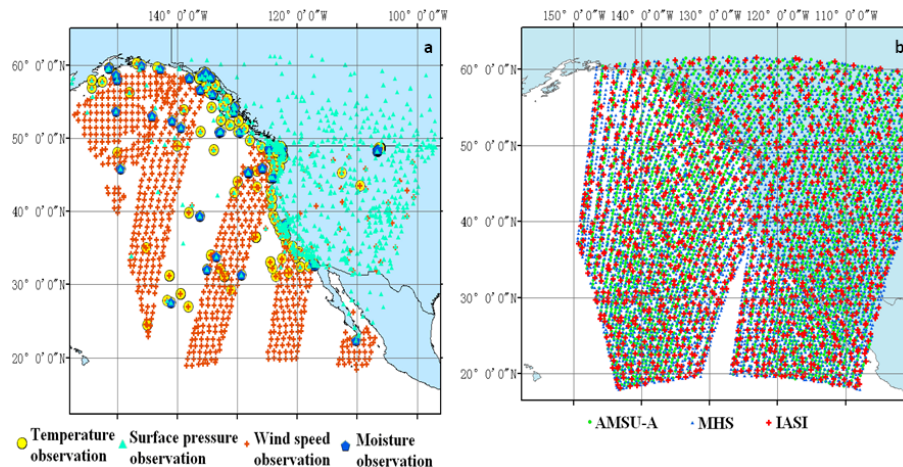 140° 0'0"W 120° 0'0"W 100° 0'0"W
a
60° 0'0"N
50° 0'0"N
40° 0'0"N
30° 0'0"N
20° 0'0"N
Temperature observation
Surface pressure observation
Wind speed observation
Moisture observation
150° 0'0"W 140° 0'0"W 130° 0'0"W 120° 0'0"W 110° 0'0"W
b
60° 0'0"N
50° 0'0"N
40° 0'0"N
30° 0'0"N
20° 0'0"N
AMSU-A MHS IASI